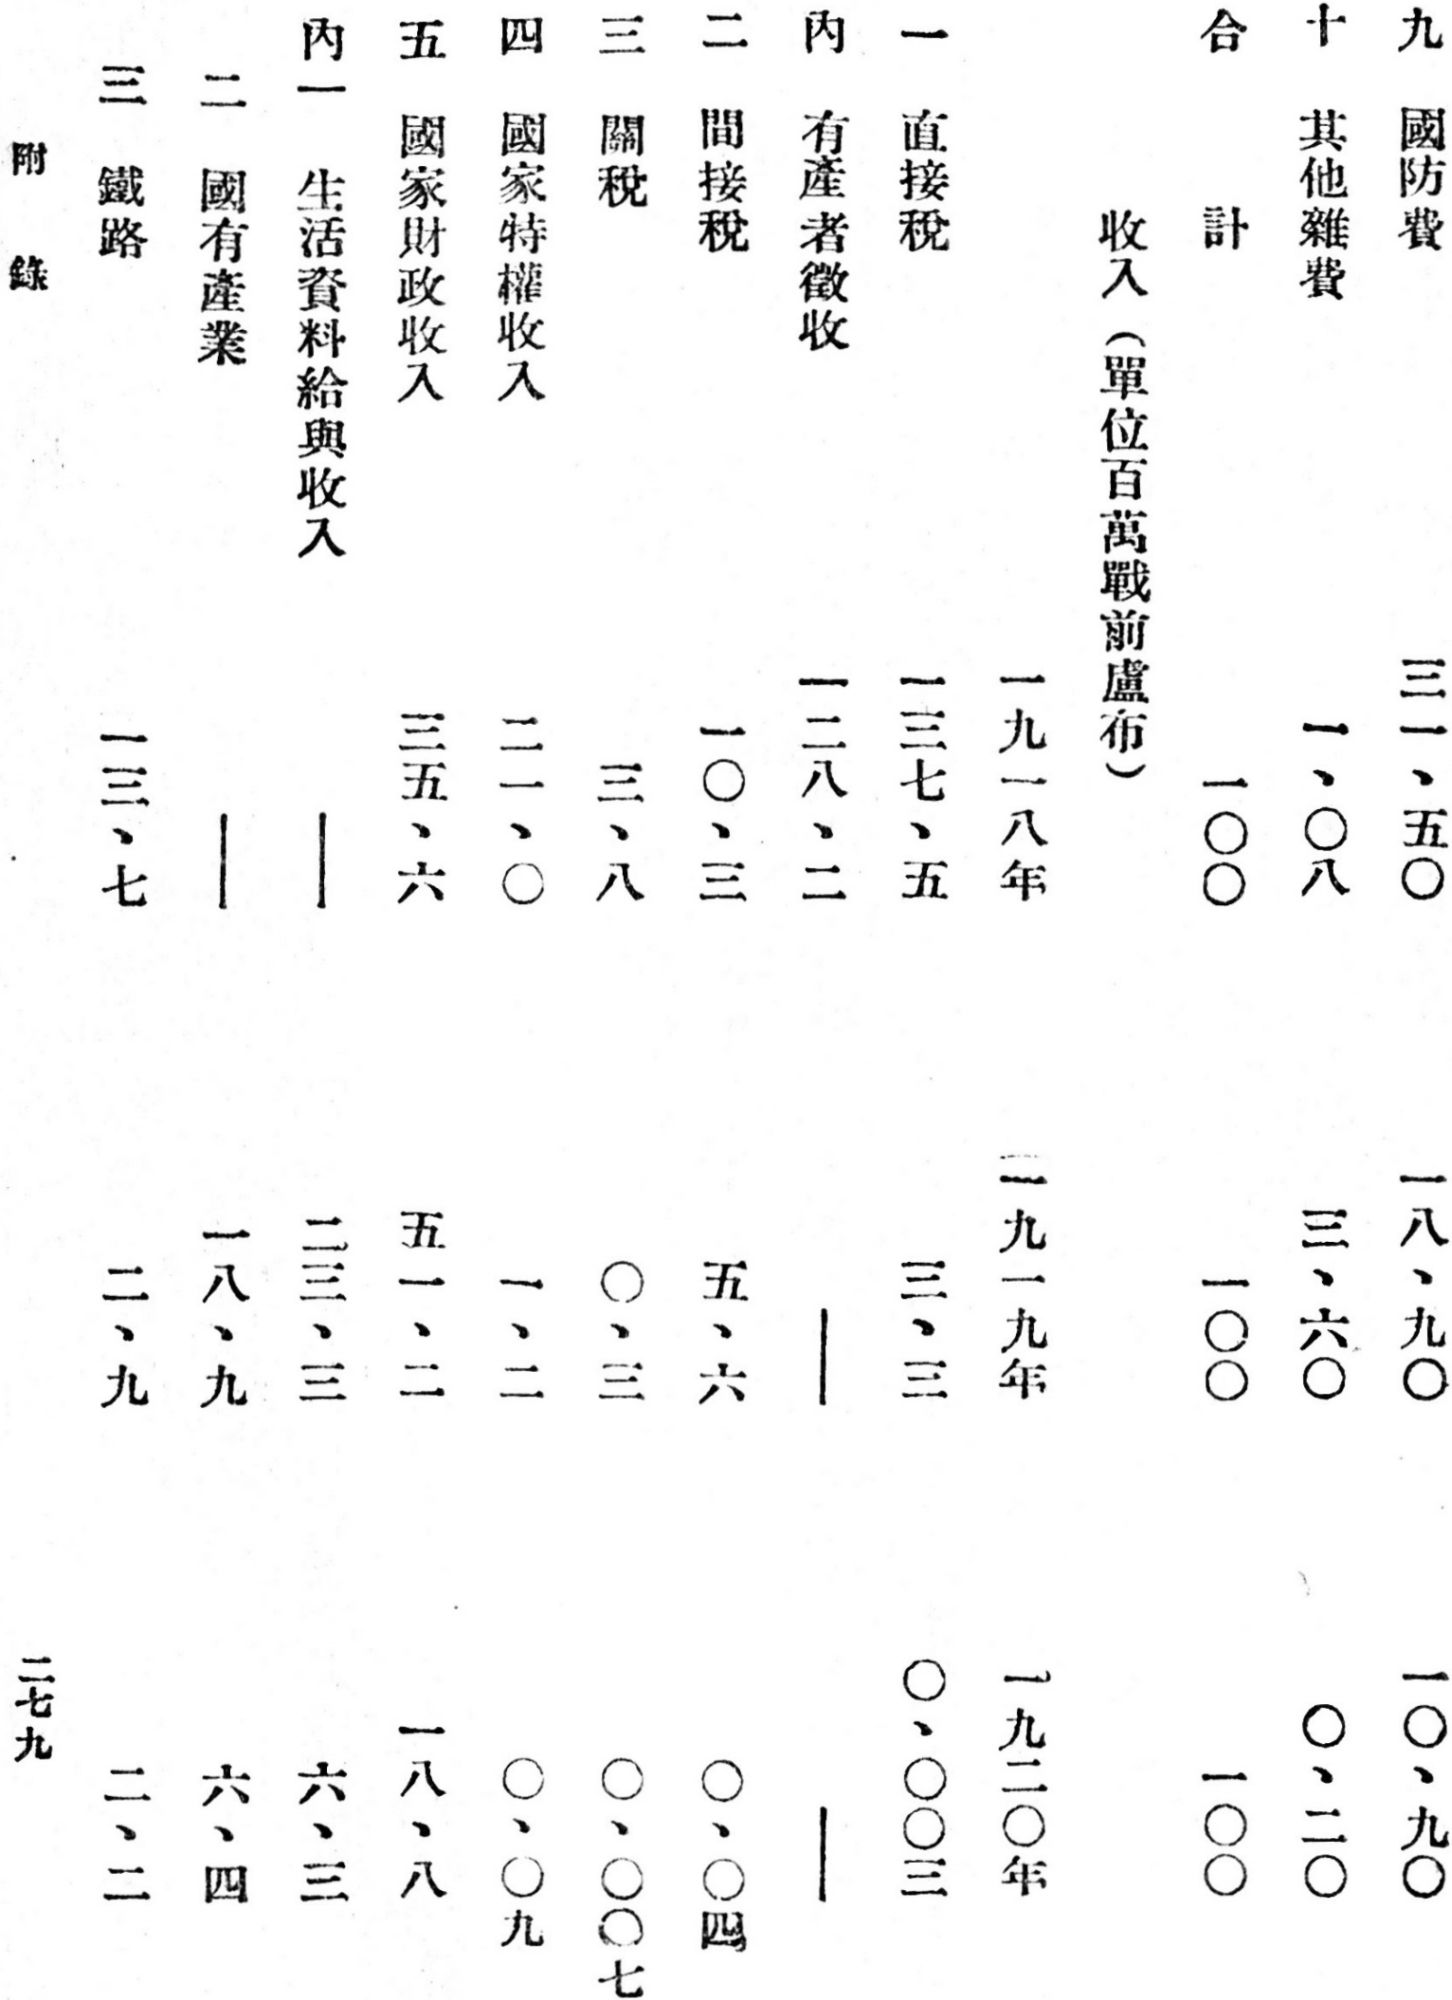 九　國防費　三一、五〇　一八、九〇　一〇、九〇
十　其他雜費　一、〇八　三、六〇　〇、二〇
合　計　一〇〇　一〇〇　一〇〇
收入（單位百萬戰前盧布）
一九一八年　一九一九年　一九二〇年
一　直接稅　一三七、五　三、三　〇、〇〇三
內　有產者徵收　一二八、二　——　——
二　間接稅　一〇、三　五、六　〇、〇四
三　關稅　三、八　〇、三　〇、〇〇七
四　國家特權收入　二一、〇　一、二　〇、〇九
五　國家財政收入　三五、六　五一、二　一八、八
內一　生活資料給與收入　——　二三、三　六、三
二　國有產業　——　一八、九　六、四
三　鐵路　一三、七　二、九　二、二
附　錄　二七九